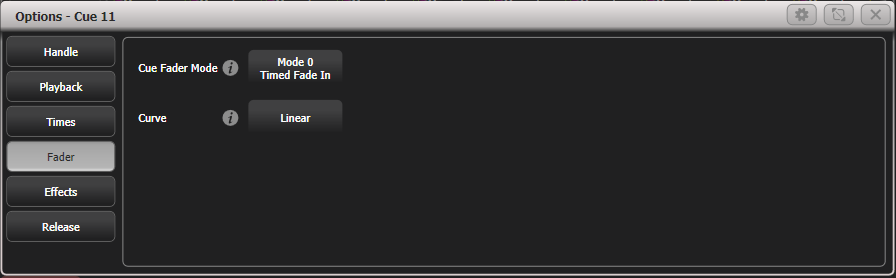 Options - Cue 11
Handle
Playback
Times
Fader
Effects
Release
Cue Fader Mode
Mode 0
Timed Fade In
Curve
Linear